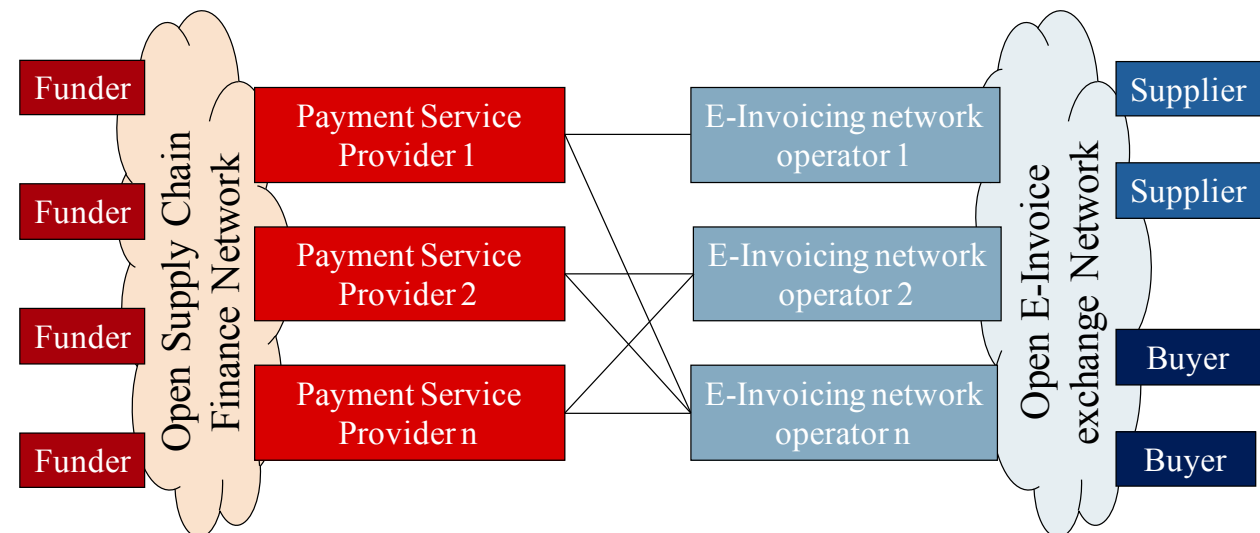 Funder
Funder
Funder
Funder
Open Supply Chain
Finance Network
Payment Service
Provider 1
Payment Service
Provider 2
Payment Service
Provider n
E-Invoicing network
operator 1
E-Invoicing network
operator 2
E-Invoicing network
operator n
Open E-Invoice
exchange Network
Supplier
Supplier
Buyer
Buyer